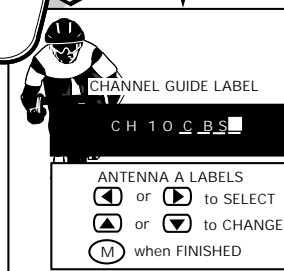 CHANNEL GUIDE LABEL
CH 10 CBS
ANTENNA A LABELS
or to SELECT
or to CHANGE
M when FINISHED